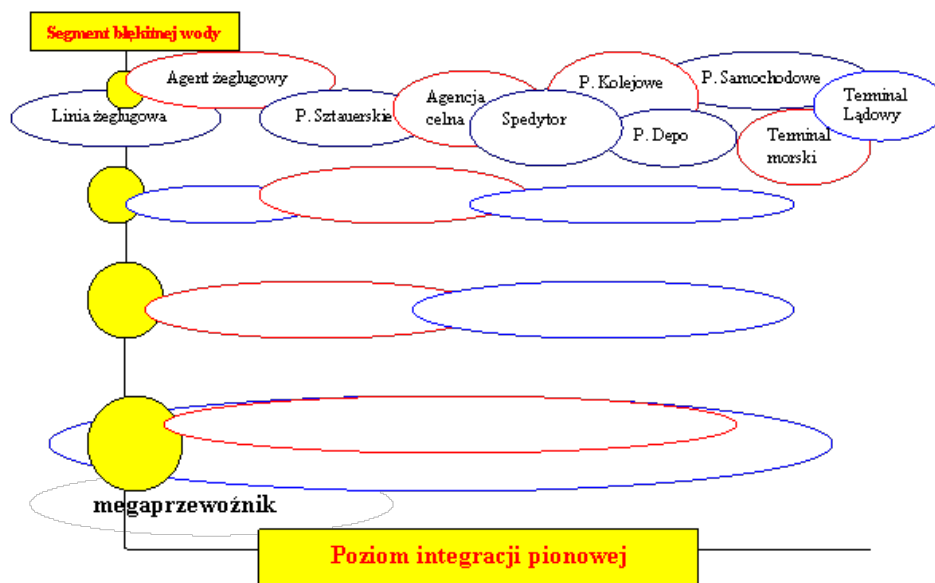 Segment błękitnej wody
Agent żeglugowy
Linia żeglugowa
P. Sztauerskie
Agencja
celna
Spedytor
P. Kolejowe
P. Depo
P. Samochodowe
Terminal
morski
Terminal
Lądowy
megaprzewoźnik
Poziom integracji pionowej